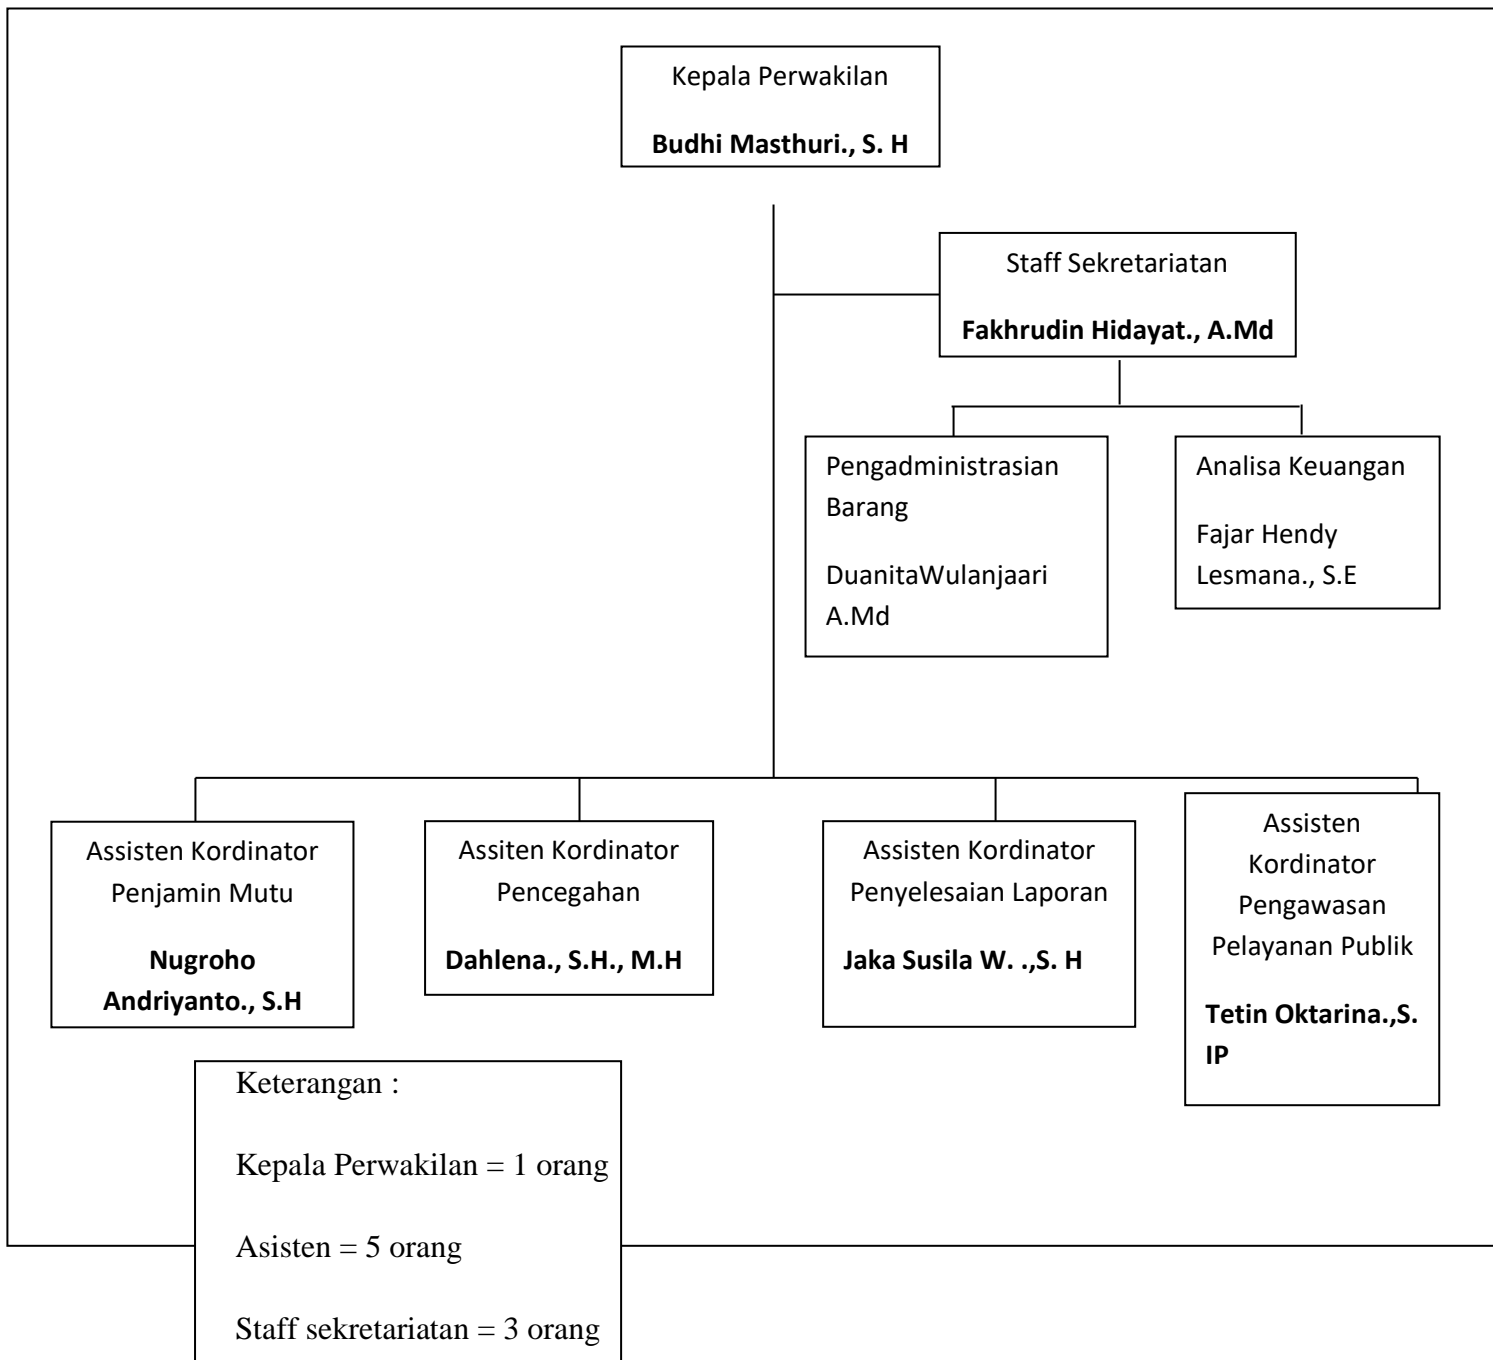 Kepala Perwakilan
Budhi Masthuri., S. H
Staff Sekretariatan
Fakhrudin Hidayat., A.Md
Pengadministrasian
Barang
DuanitaWulanjaari
A.Md
Analisa Keuangan
Fajar Hendy
Lesmana., S.E
Assisten Kordinator
Penjamin Mutu
Nugroho
Andriyanto., S.H
Assiten Kordinator
Pencegahan
Dahlena., S.H., M.H
Assisten Kordinator
Penyelesaian Laporan
Jaka Susila W. .,S. H
Assisten
Kordinator
Pengawasan
Pelayanan Publik
Tetin Oktarina.,S.
IP
Keterangan :
Kepala Perwakilan = 1 orang
Asisten = 5 orang
Staff sekretariatan = 3 orang